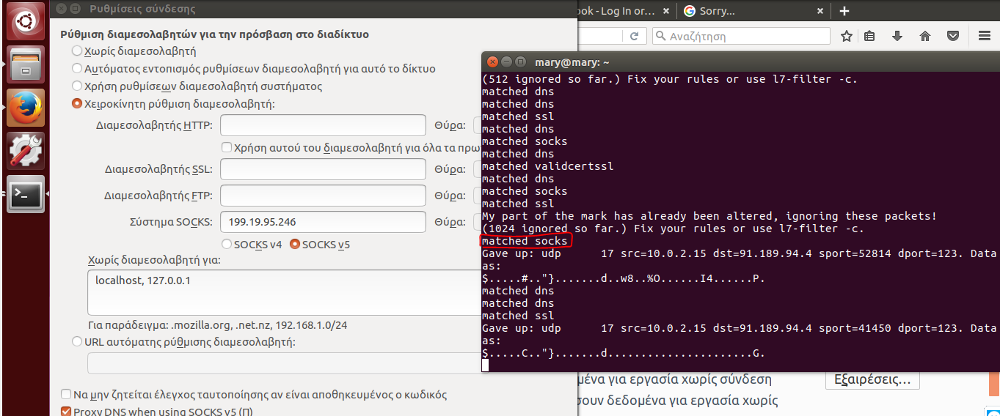 Ρυθμίσεις σύνδεσης
Ρύθμιση διαμεσολαβητών για την πρόσβαση στο διαδίκτυο
Χωρίς διαμεσολαβητή
Αυτόματος εντοπισμός ρυθμίσεων διαμεσολαβητή για αυτό το δίκτυο
Χρήση ρυθμίσεων διαμεσολαβητή συστήματος
Χειροκίνητη ρύθμιση διαμεσολαβητή:
Διαμεσολαβητής HTTP:
Θύρα:
Χρήση αυτού του διαμεσολαβητή για όλα τα πρω
Διαμεσολαβητής SSL:
Θύρα:
Διαμεσολαβητής FTP:
Θύρα:
Σύστημα SOCKS: 199.19.95.246
Θύρα:
SOCKS v4 SOCKS v5
Χωρίς διαμεσολαβητή για:
localhost, 127.0.0.1
Για παράδειγμα: .mozilla.org, .net.nz, 192.168.1.0/24
URL αυτόματης ρύθμισης διαμεσολαβητή:
Να μην ζητείται έλεγχος ταυτοποίησης αν είναι αποθηκευμένος ο κωδικός
Proxy DNS when using SOCKS v5 (Π)
ook - Log In or…
Sorry...
Αναζήτηση
mary@mary: ~
(512 ignored so far.) Fix your rules or use l7-filter -c.
matched dns
matched dns
matched ssl
matched dns
matched socks
matched dns
matched validcertssl
matched dns
matched socks
matched ssl
My part of the mark has already been altered, ignoring these packets!
(1024 ignored so far.) Fix your rules or use l7-filter -c.
matched socks
Gave up: udp      17 src=10.0.2.15 dst=91.189.94.4 sport=52814 dport=123. Data
as:
$.....#.."}.......d..w8..%O......I4......P.
matched dns
matched dns
matched ssl
Gave up: udp      17 src=10.0.2.15 dst=91.189.94.4 sport=41450 dport=123. Data
as:
$.....C.."}.......d......................G.
μένα για εργασία χωρίς σύνδεση
Εξαιρέσεις…
σουν δεδομένα για εργασία χωρίς